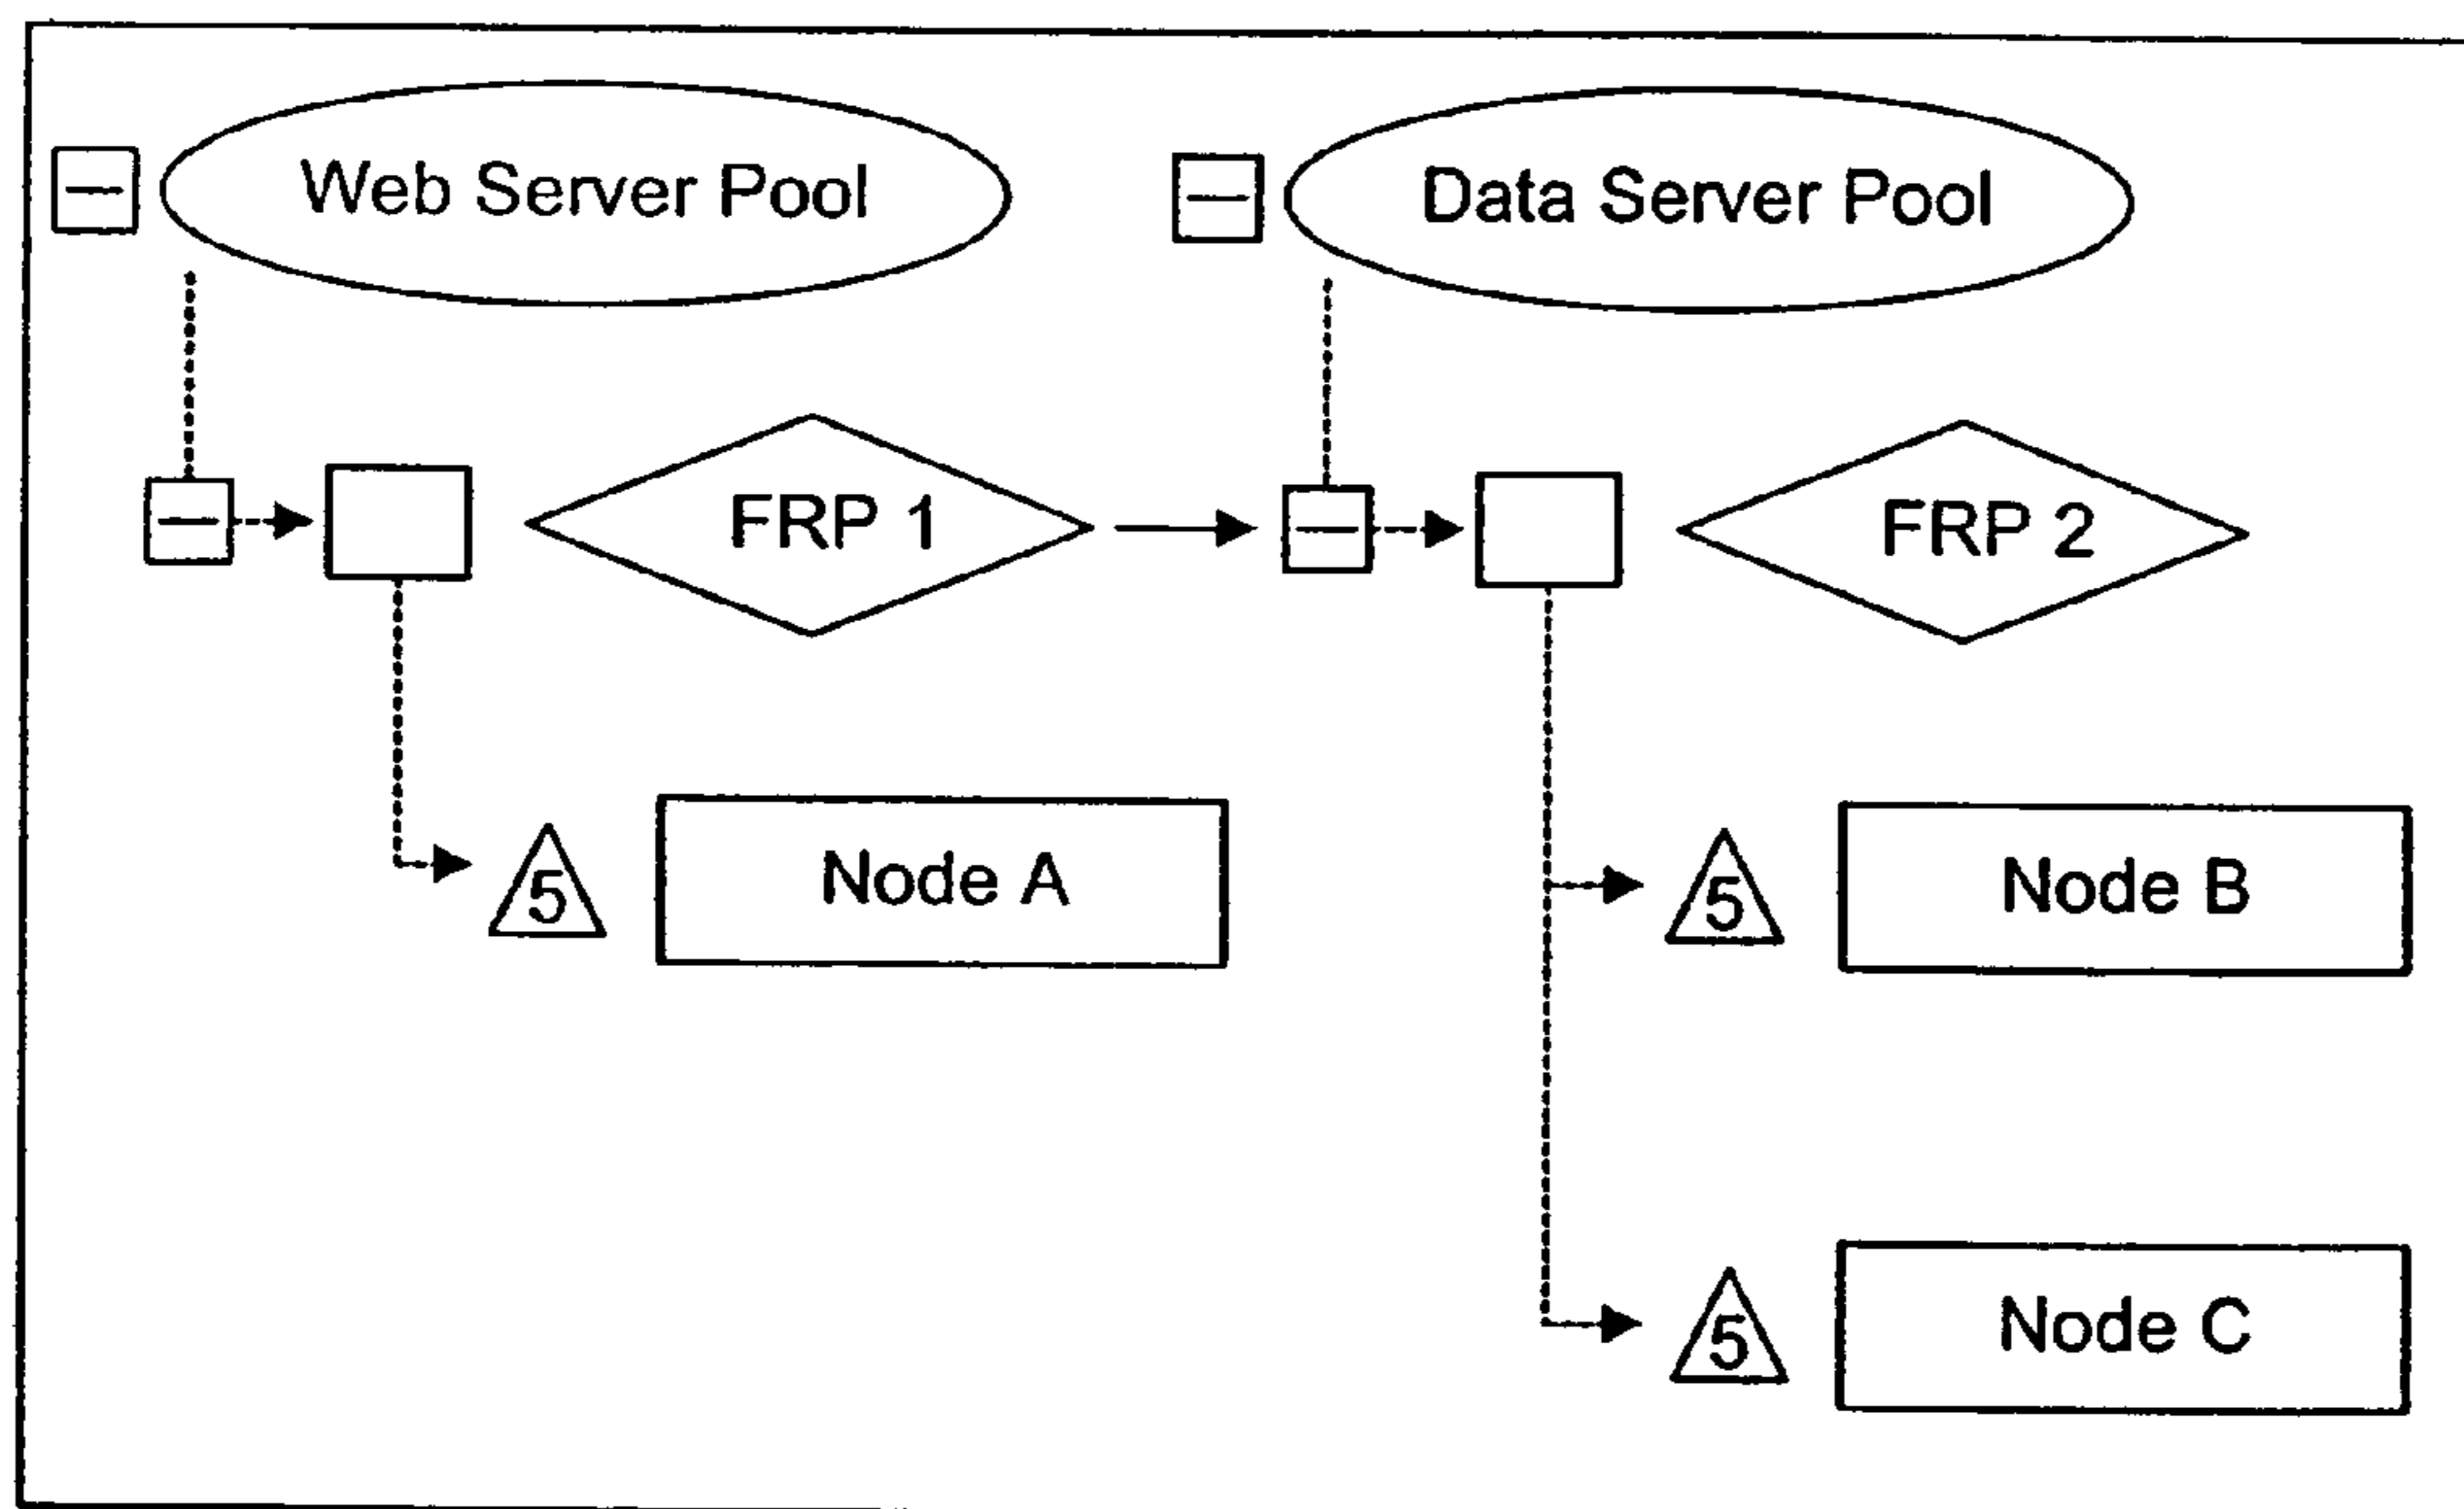 Web Server Pool
Data Server Pool
FRP 1
FRP 2
5
Node A
5
Node B
5
Node C